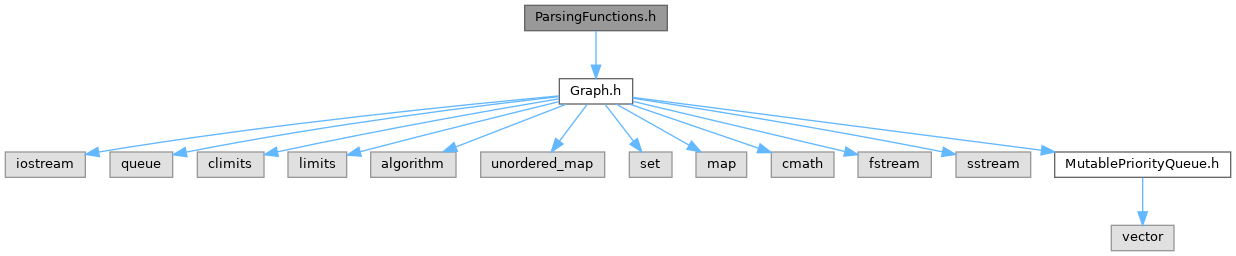 ParsingFunctions.h
Graph.h
iostream
queue
climits
limits
algorithm
unordered_map
set
map
cmath
fstream
sstream
MutablePriorityQueue.h
vector